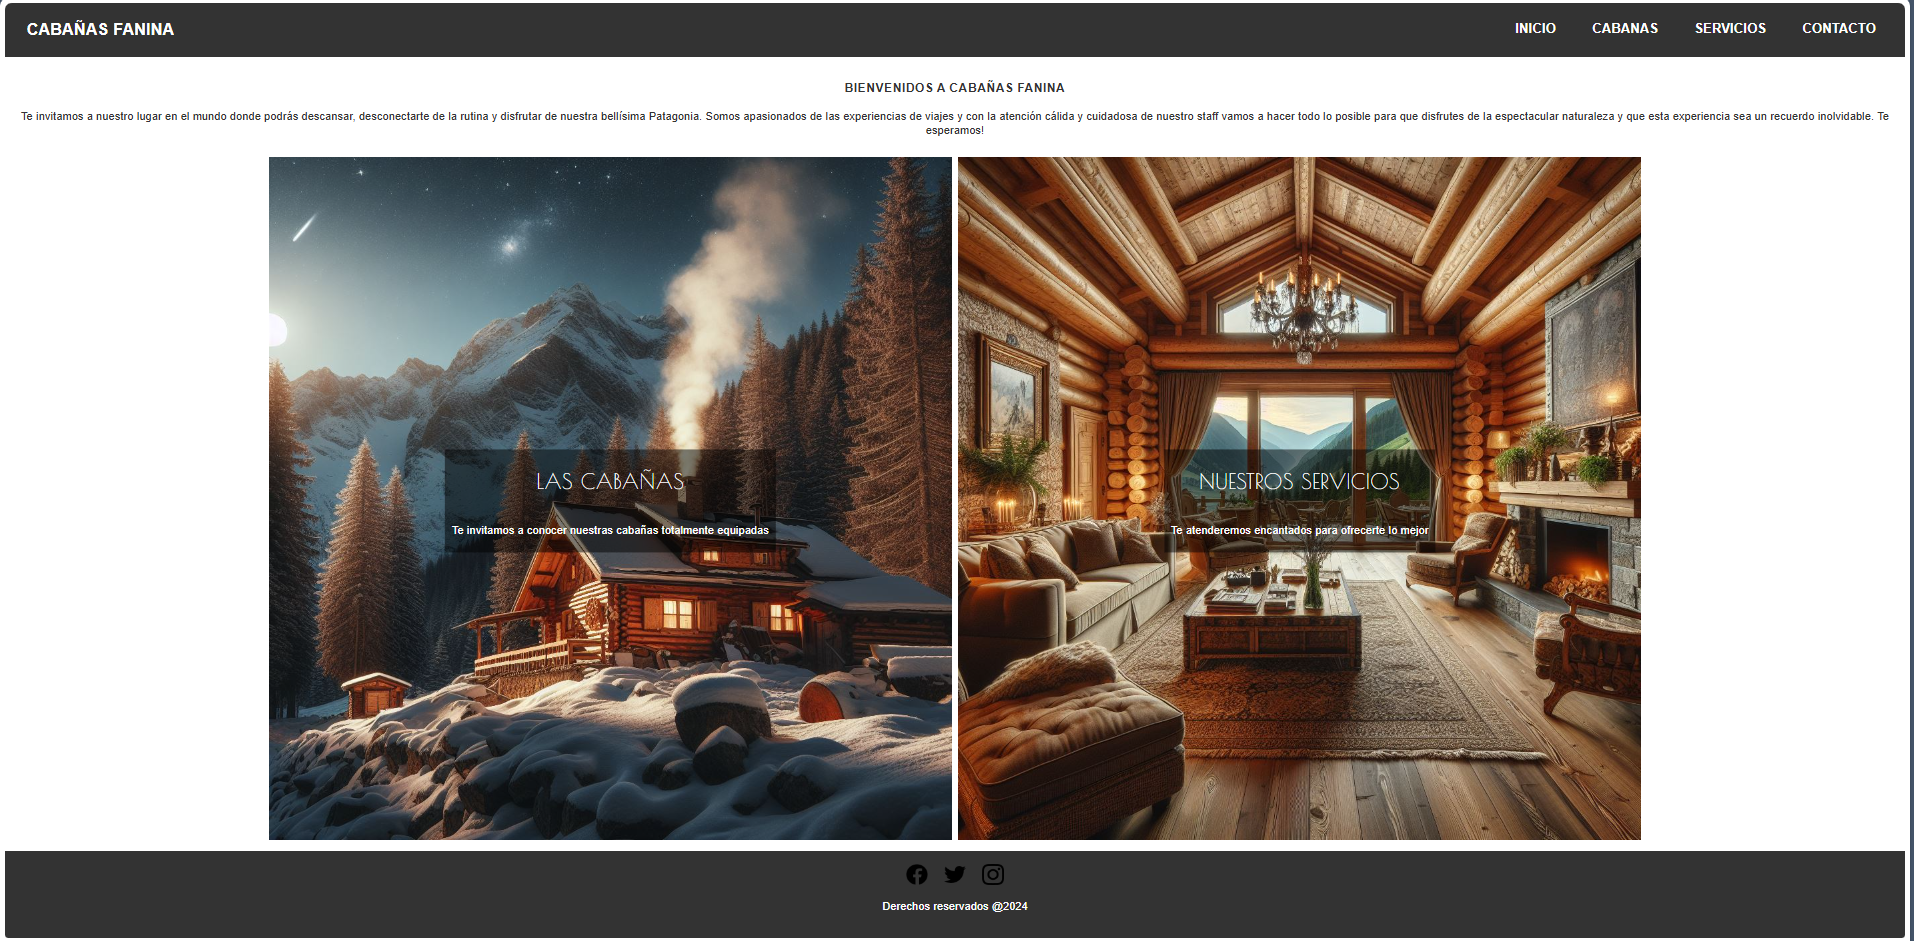 CABAÑAS FANINA
INICIO CABANAS SERVICIOS CONTACTO
BIENVENIDOS A CABAÑAS FANINA
Te invitamos a nuestro lugar en el mundo donde podrás descansar, desconectarte de la rutina y disfrutar de nuestra bellísima Patagonia. Somos apasionados de las experiencias de viajes y con la atención cálida y cuidadosa de nuestro staff vamos a hacer todo lo posible para que disfrutes de la espectacular naturaleza y que esta experiencia sea un recuerdo inolvidable. Te
esperamos!
LAS CABAÑAS
Te invitamos a conocer nuestras cabañas totalmente equipadas
NUESTROS SERVICIOS
Te atenderemos encantados para ofrecerte lo mejor
Derechos reservados @2024